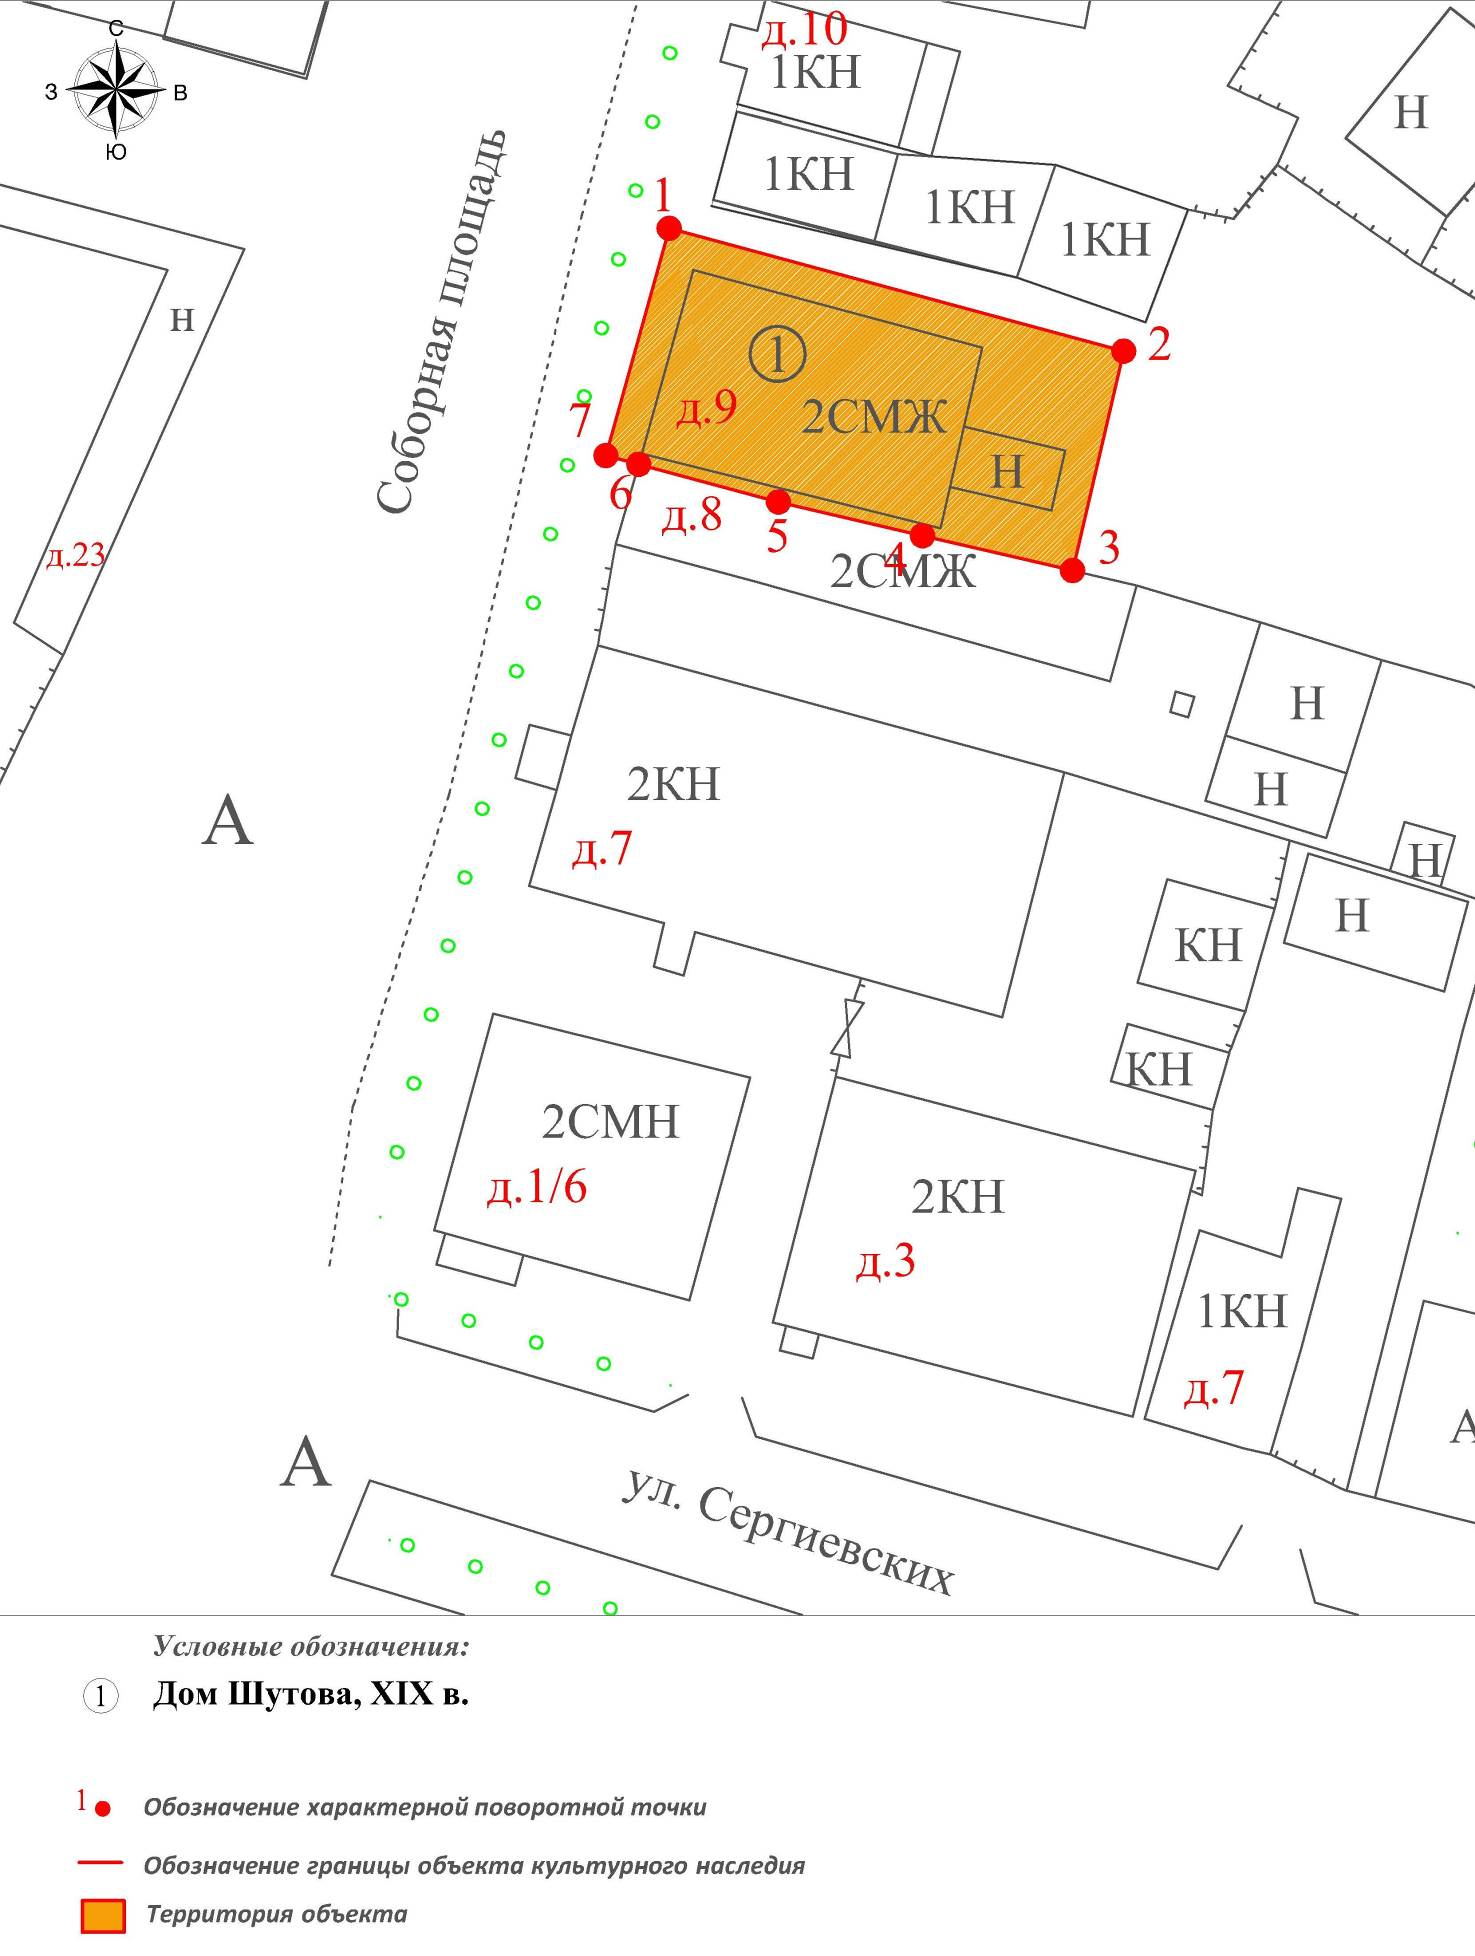 С
З
В
Ю
д.10
1КН
1КН
1КН
1КН
Н
Соборная площадь
н
д.23
1
2
3
4
5
6
7
1
д.9
2СМЖ
Н
д.8
2СМЖ
Н
Н
Н
Н
2КН
д.7
А
КН
КН
2СМН
д.1/6
2КН
д.3
1КН
д.7
А
А
ул. Сергиевских
Условные обозначения:
1 Дом Шутова, XIX в.
1 Обозначение характерной поворотной точки
Обозначение границы объекта культурного наследия
Территория объекта